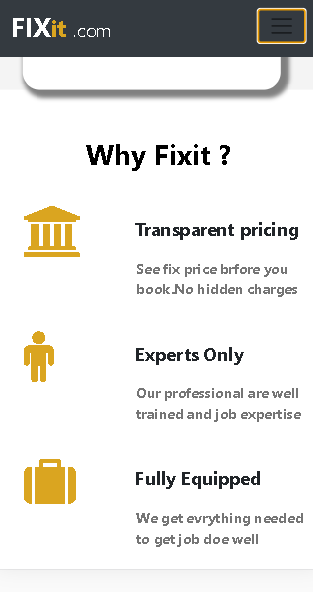 FIXit .com
Why Fixit ?
Transparent pricing
See fix price brfore you
book.No hidden charges
Experts Only
Our professional are well
trained and job expertise
Fully Equipped
We get evrything needed
to get job doe well